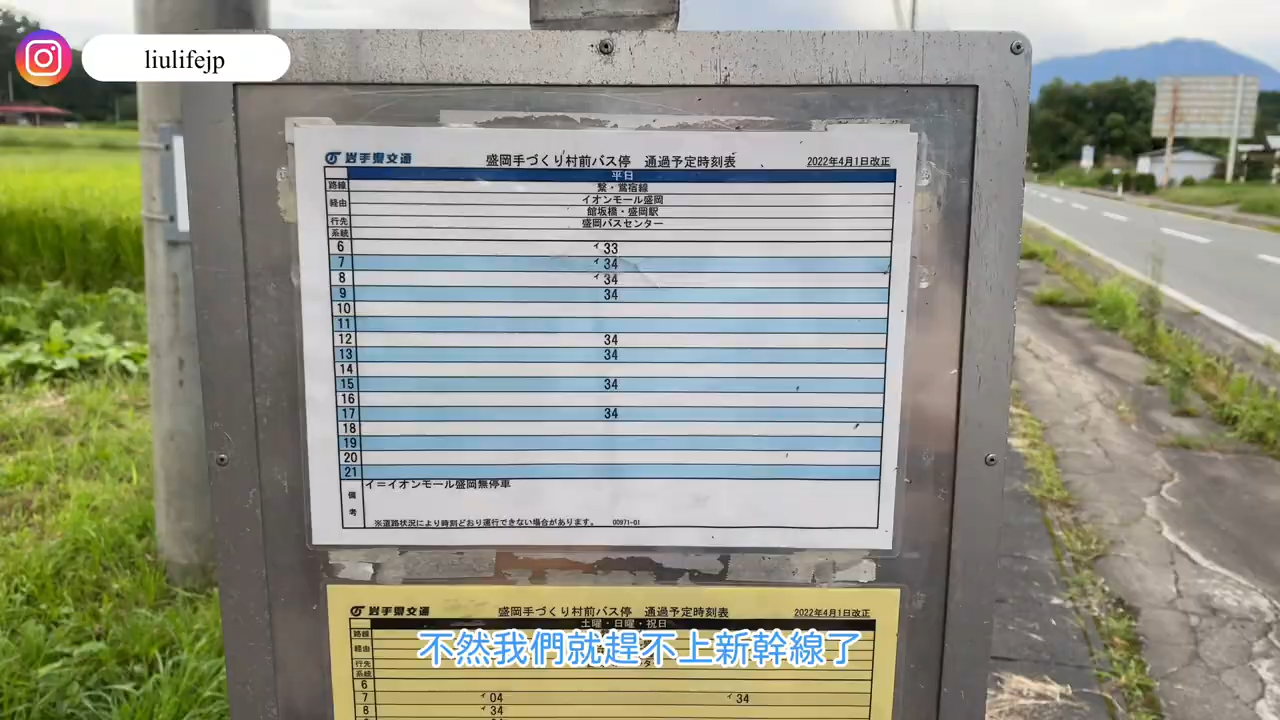 liulifejp
岩手県交通 盛岡手づくり村前バス停 通過予定時刻表 2022年4月1日改正
平日
路線 繋・鴬宿線
経由 イオンモール盛岡
館坂橋・盛岡駅
行先 盛岡バスセンター
系統
6 イ33
7 イ34
8 イ34
9 34
10
11
12 34
13 34
14
15 34
16
17 34
18
19
20
21
備考 イ=イオンモール盛岡無停車
※道路状況により時刻どおり運行できない場合があります。 00971-01
岩手県交通 盛岡手づくり村前バス停 通過予定時刻表 2022年4月1日改正
土曜・日曜・祝日
路線
経由
行先
系統
不然我們就趕不上新幹線了
6
7 イ04 イ34
8 イ34